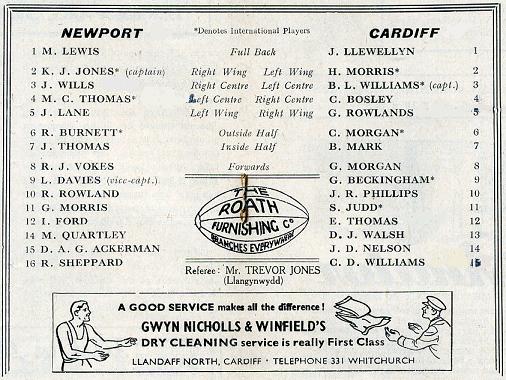 NEWPORT *Denotes International Players CARDIFF
1 M. LEWIS Full Back J. LLEWELLYN 1
2 K. J. JONES* (captain) Right Wing Left Wing H. MORRIS* 2
3 J. WILLS Right Centre Left Centre B. L. WILLIAMS* (capt.) 3
4 M. C. THOMAS* Left Centre Right Centre C. BOSLEY 4
5 J. LANE Left Wing Right Wing G. ROWLANDS 5
6 R. BURNETT* Outside Half C. MORGAN* 6
7 J. THOMAS Inside Half B. MARK 7
8 R. J. VOKES Forwards G. MORGAN 8
9 L. DAVIES (vice-capt.) G. BECKINGHAM* 9
10 R. ROWLAND J. R. PHILLIPS 10
11 G. MORRIS S. JUDD* 11
12 I. FORD E. THOMAS 12
14 M. QUARTLEY D. J. WALSH 13
15 D. A. G. ACKERMAN J. D. NELSON 14
16 R. SHEPPARD C. D. WILLIAMS 15
THE
ROATH
FURNISHING Co
BRANCHES EVERYWHERE
Referee: Mr. TREVOR JONES
(Llangynwydd)
A GOOD SERVICE makes all the difference!
GWYN NICHOLLS & WINFIELD'S
DRY CLEANING service is really First Class
LLANDAFF NORTH, CARDIFF · TELEPHONE 331 WHITCHURCH